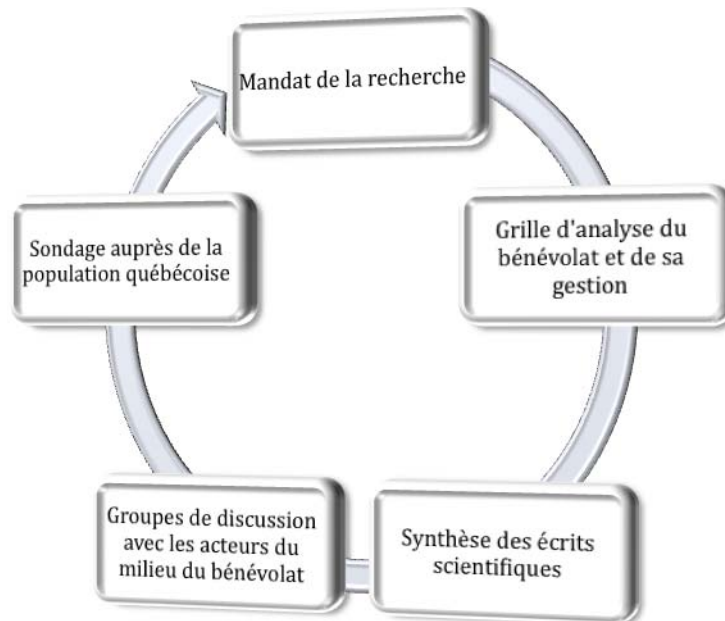 Mandat de la recherche
Grille d'analyse du
bénévolat et de sa
gestion
Synthèse des écrits
scientifiques
Groupes de discussion
avec les acteurs du
milieu du bénévolat
Sondage auprès de la
population québécoise